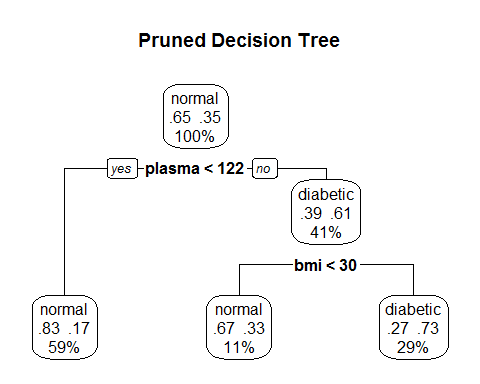 Pruned Decision Tree
normal
.65 .35
100%
yes plasma < 122 no
diabetic
.39 .61
41%
bmi < 30
normal
.83 .17
59%
normal
.67 .33
11%
diabetic
.27 .73
29%